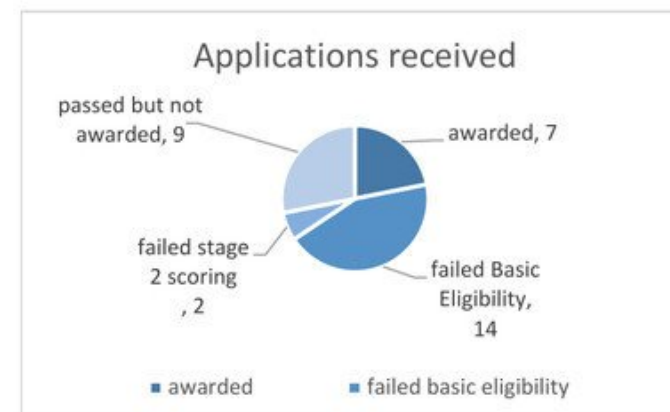 Applications received
passed but not
awarded, 9
awarded, 7
failed stage
2 scoring
, 2
failed Basic
Eligibility,
14
awarded
failed basic eligibility